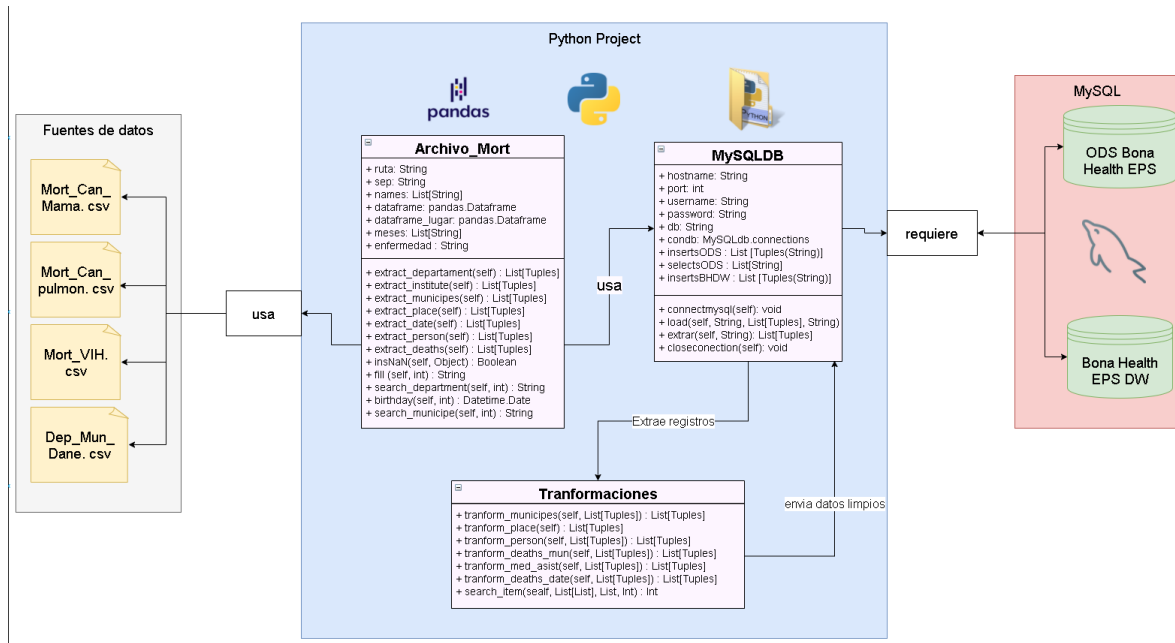 Python Project
pandas
PYTHON
Fuentes de datos
Mort_Can_
Mama. csv
Mort_Can_
pulmon. csv
Mort_VIH.
csv
Dep_Mun_
Dane. csv
usa
Archivo_Mort
+ ruta: String
+ sep: String
+ names: List[String]
+ dataframe: pandas.Dataframe
+ dataframe_lugar: pandas.Dataframe
+ meses: List[String]
+ enfermedad : String
+ extract_departament(self) : List[Tuples]
+ extract_institute(self) : List[Tuples]
+ extract_municipes(self) : List[Tuples]
+ extract_place(self) : List[Tuples]
+ extract_date(self) : List[Tuples]
+ extract_person(self) : List[Tuples]
+ extract_deaths(self) : List[Tuples]
+ insNaN(self, Object) : Boolean
+ fill (self, int) : String
+ search_department(self, int) : String
+ birthday(self, int) : Datetime.Date
+ search_municipe(self, int) : String
usa
MySQLDB
+ hostname: String
+ port: int
+ username: String
+ password: String
+ db: String
+ condb: MySQLdb.connections
+ insertsODS : List [Tuples(String)]
+ selectsODS : List[String]
+ insertsBHDW : List [Tuples(String)]
+ connectmysql(self): void
+ load(self, String, List[Tuples], String)
+ extrar(self, String): List[Tuples]
+ closeconection(self): void
Extrae registros
Tranformaciones
+ tranform_municipes(self, List[Tuples]) : List[Tuples]
+ tranform_place(self) : List[Tuples]
+ tranform_person(self, List[Tuples]) : List[Tuples]
+ tranform_deaths_mun(self, List[Tuples]) : List[Tuples]
+ tranform_med_asist(self, List[Tuples]) : List[Tuples]
+ tranform_deaths_date(self, List[Tuples]) : List[Tuples]
+ search_item(sealf, List[List], List, Int) : Int
envia datos limpios
requiere
MySQL
ODS Bona
Health EPS
Bona Health
EPS DW